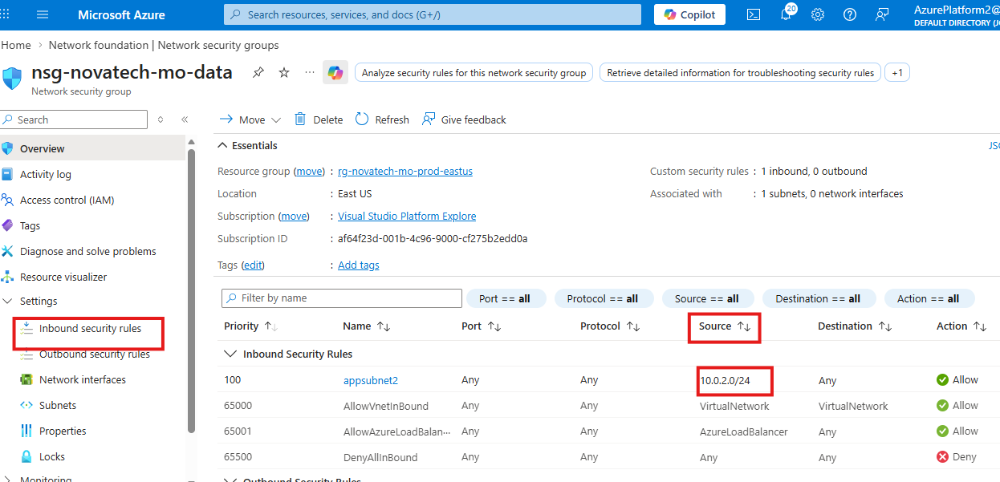 Microsoft Azure
Search resources, services, and docs (G+/)
Copilot
20
AzurePlatform2@
DEFAULT DIRECTORY
Home > Network foundation | Network security groups
nsg-novatech-mo-data
Analyze security rules for this network security group
Retrieve detailed information for troubleshooting security rules
+1
Network security group
Search
Move
Delete
Refresh
Give feedback
Overview
Activity log
Access control (IAM)
Tags
Diagnose and solve problems
Resource visualizer
Settings
Inbound security rules
Outbound security rules
Network interfaces
Subnets
Properties
Locks
Monitoring
Essentials
Resource group (move) : rg-novatech-mo-prod-eastus
Location : East US
Subscription (move) : Visual Studio Platform Explore
Subscription ID : af64f23d-001b-4c96-9000-cf275b2edd0a
Tags (edit) : Add tags
Custom security rules : 1 inbound, 0 outbound
Associated with : 1 subnets, 0 network interfaces
Filter by name
Port == all
Protocol == all
Source == all
Destination == all
Action == all
Priority Name Port Protocol Source Destination Action
Inbound Security Rules
100 appsubnet2 Any Any 10.0.2.0/24 Any Allow
65000 AllowVnetInBound Any Any VirtualNetwork VirtualNetwork Allow
65001 AllowAzureLoadBalan... Any Any AzureLoadBalancer Any Allow
65500 DenyAllInBound Any Any Any Any Deny
Outbound Security Rules